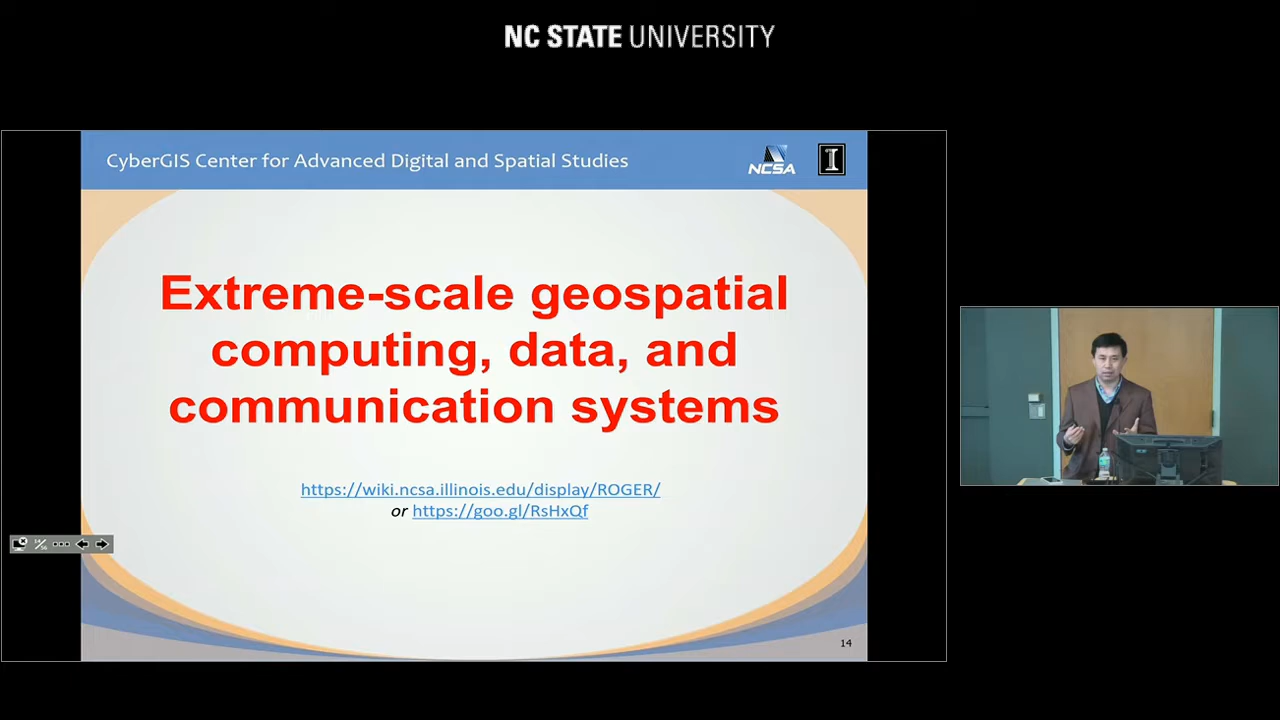 NC STATE UNIVERSITY
CyberGIS Center for Advanced Digital and Spatial Studies
NCSA
I
Extreme-scale geospatial
computing, data, and
communication systems
https://wiki.ncsa.illinois.edu/display/ROGER/
or https://goo.gl/RsHxQf
14